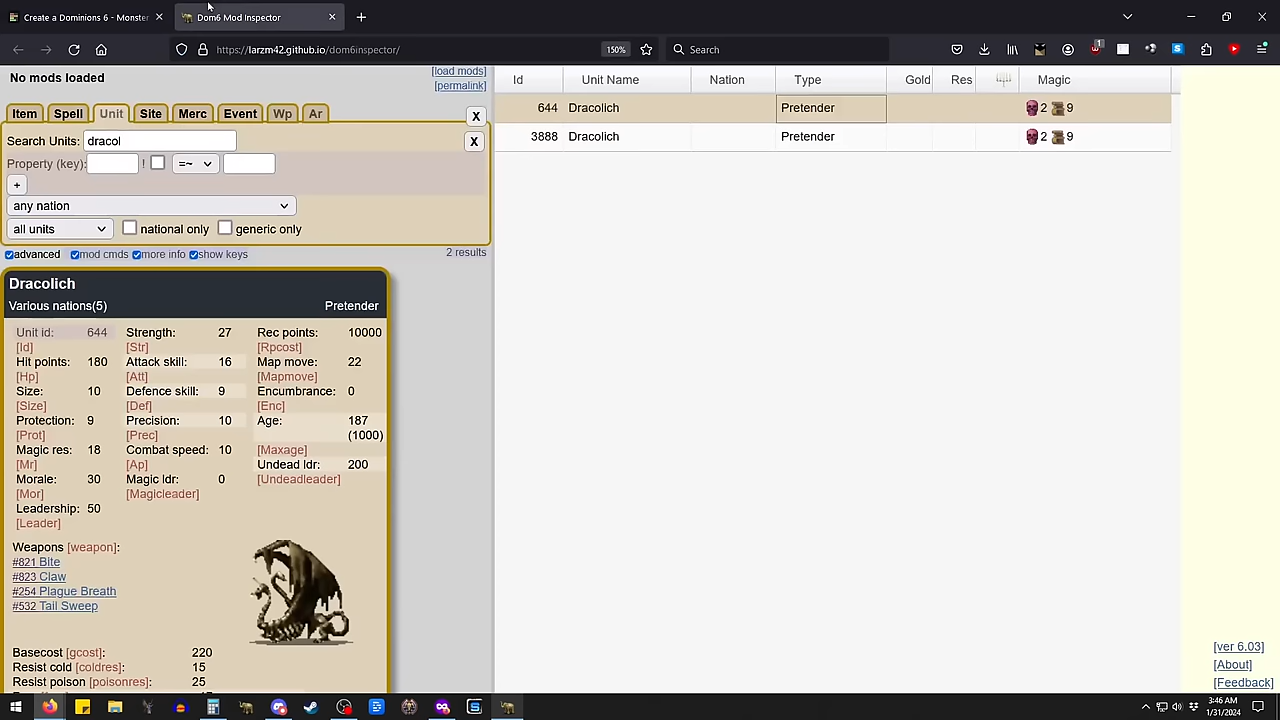 Create a Dominions 6 - Monster
Dom6 Mod Inspector
https://larzm42.github.io/dom6inspector/
150%
Search
No mods loaded
[load mods]
[permalink]
Item Spell Unit Site Merc Event Wp Ar
X
Search Units: dracol
X
Property (key): ! =~
+
any nation
all units national only generic only
advanced mod cmds more info show keys
2 results
Id Unit Name Nation Type Gold Res Magic
644 Dracolich Pretender 2 9
3888 Dracolich Pretender 2 9
Dracolich
Various nations(5) Pretender
Unit id: 644 Strength: 27 Rec points: 10000
[Id] [Str] [Rpcost]
Hit points: 180 Attack skill: 16 Map move: 22
[Hp] [Att] [Mapmove]
Size: 10 Defence skill: 9 Encumbrance: 0
[Size] [Def] [Enc]
Protection: 9 Precision: 10 Age: 187
[Prot] [Prec] (1000)
Magic res: 18 Combat speed: 10 [Maxage]
[Mr] [Ap] Undead ldr: 200
Morale: 30 Magic ldr: 0 [Undeadleader]
[Mor] [Magicleader]
Leadership: 50
[Leader]
Weapons [weapon]:
#821 Bite
#823 Claw
#254 Plague Breath
#532 Tail Sweep
Basecost [gcost]: 220
Resist cold [coldres]: 15
Resist poison [poisonres]: 25
[ver 6.03]
[About]
[Feedback]
3:46 AM
1/31/2024